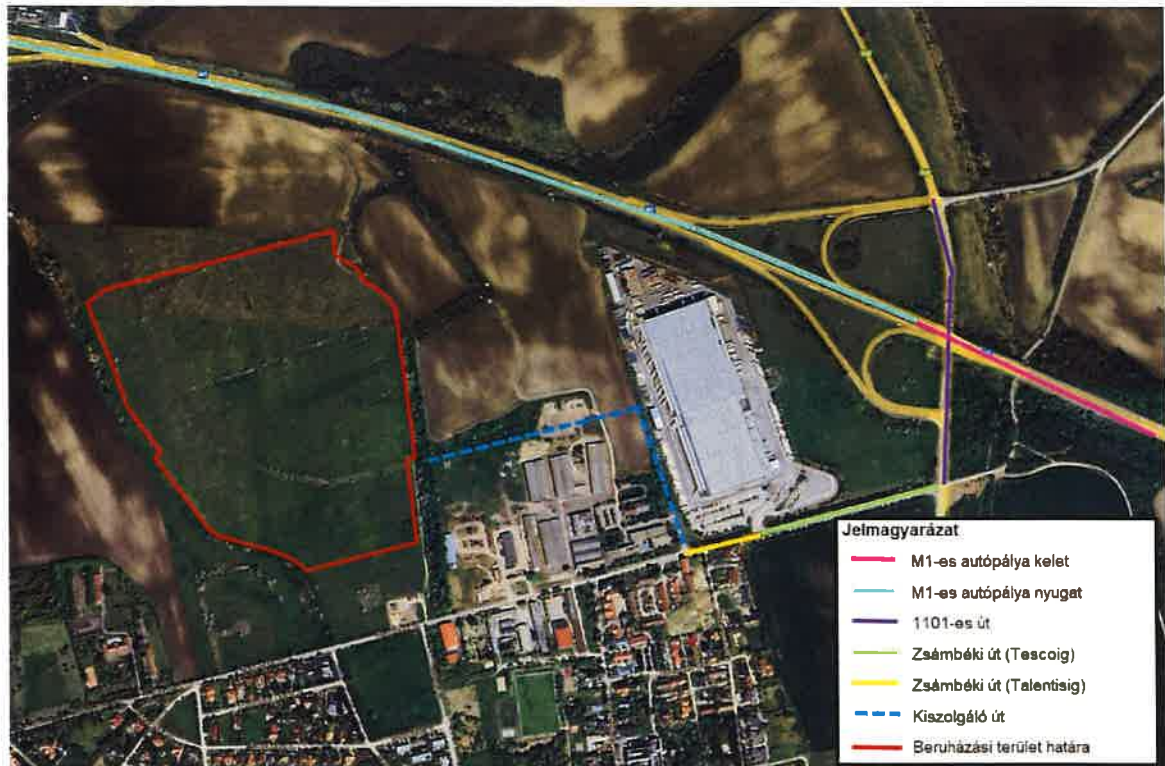 Jelmagyarázat
M1-es autópálya kelet
M1-es autópálya nyugat
1101-es út
Zsámbéki út (Tescoig)
Zsámbéki út (Talentisig)
Kiszolgáló út
Beruházási terület határa